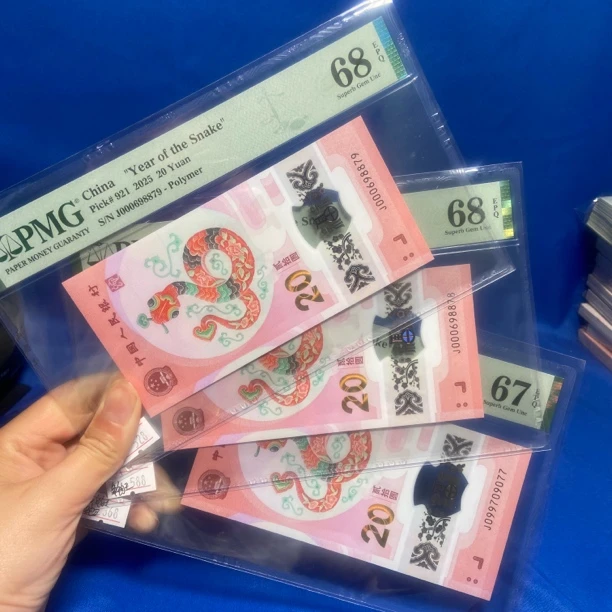 68
EPQ
Superb Gem Unc
PMG
PAPER MONEY GUARANTY
China "Year of the Snake"
Pick# 921 2025 20 Yuan
S/N J000698879 - Polymer
J000698879
中国人民银行
贰拾圆
20
68
EPQ
Superb Gem Unc
J000698878
贰拾圆
20
67
EPQ
Superb Gem Unc
J099709077
贰拾圆
20